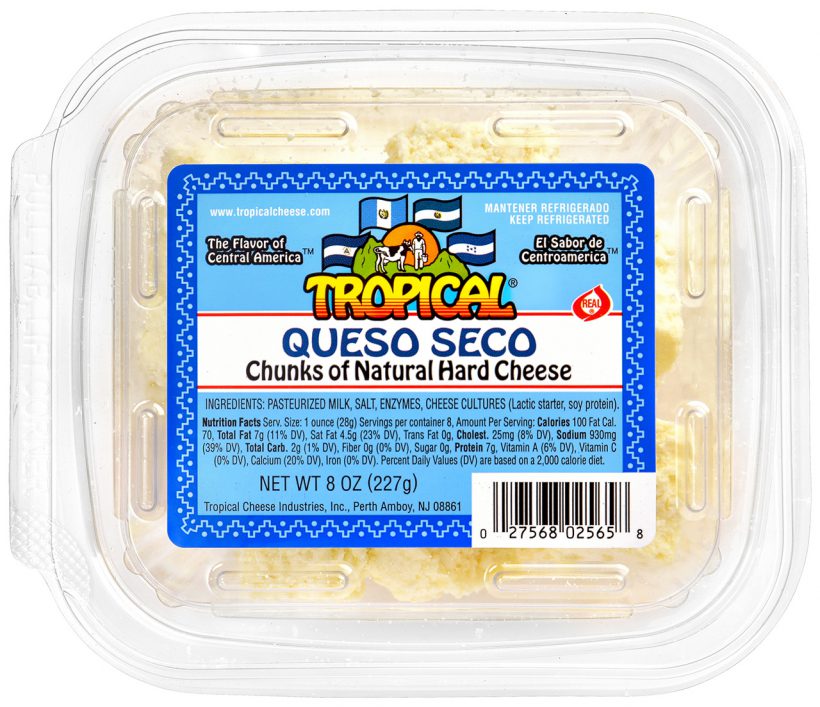 www.tropicalcheese.com
MANTENER REFRIGERADO
KEEP REFRIGERATED
The Flavor of
Central America™
El Sabor de
Centroamerica™
TROPICAL®
REAL®
QUESO SECO
Chunks of Natural Hard Cheese
INGREDIENTS: PASTEURIZED MILK, SALT, ENZYMES, CHEESE CULTURES (Lactic starter, soy protein).
Nutrition Facts Serv. Size: 1 ounce (28g) Servings per container 8, Amount Per Serving: Calories 100 Fat Cal.
70, Total Fat 7g (11% DV), Sat Fat 4.5g (23% DV), Trans Fat 0g, Cholest. 25mg (8% DV), Sodium 930mg
(39% DV), Total Carb. 2g (1% DV), Fiber 0g (0% DV), Sugar 0g, Protein 7g, Vitamin A (6% DV), Vitamin C
(0% DV), Calcium (20% DV), Iron (0% DV). Percent Daily Values (DV) are based on a 2,000 calorie diet.
NET WT 8 OZ (227g)
Tropical Cheese Industries, Inc., Perth Amboy, NJ 08861
0 27568 02565 8